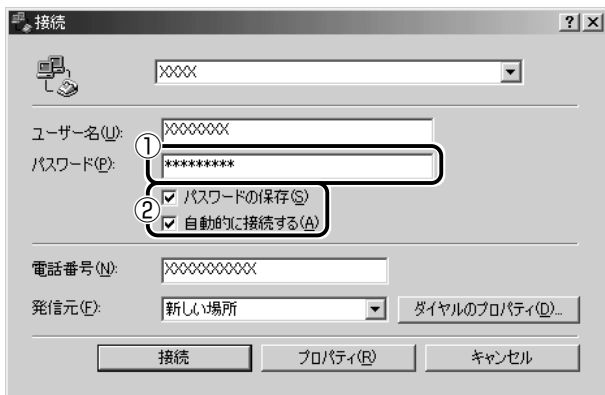 接続
XXXX
ユーザー名(U): XXXXXXX
① パスワード(P): *********
② パスワードの保存(S)
自動的に接続する(A)
電話番号(N): XXXXXXXXXX
発信元(F): 新しい場所 ダイヤルのプロパティ(D)...
接続 プロパティ(R) キャンセル